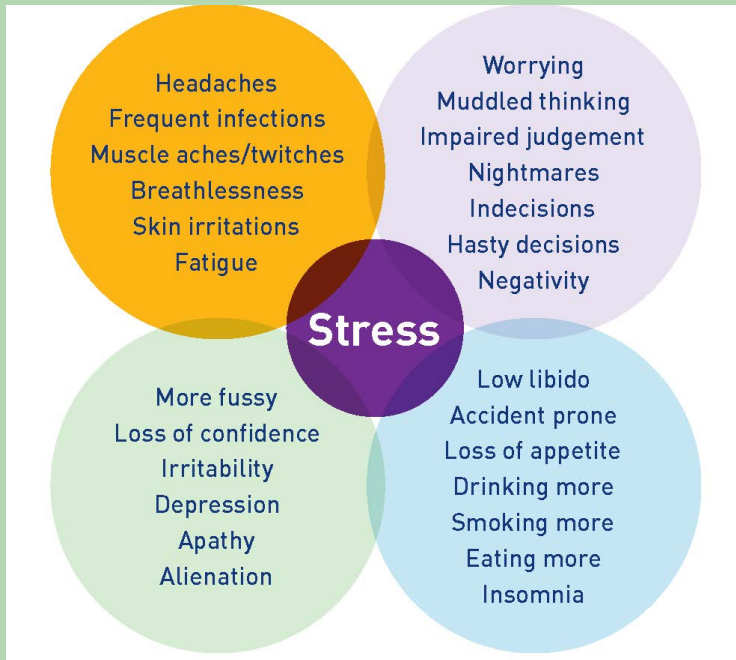 Headaches
Frequent infections
Muscle aches/twitches
Breathlessness
Skin irritations
Fatigue
Worrying
Muddled thinking
Impaired judgement
Nightmares
Indecisions
Hasty decisions
Negativity
Stress
More fussy
Loss of confidence
Irritability
Depression
Apathy
Alienation
Low libido
Accident prone
Loss of appetite
Drinking more
Smoking more
Eating more
Insomnia